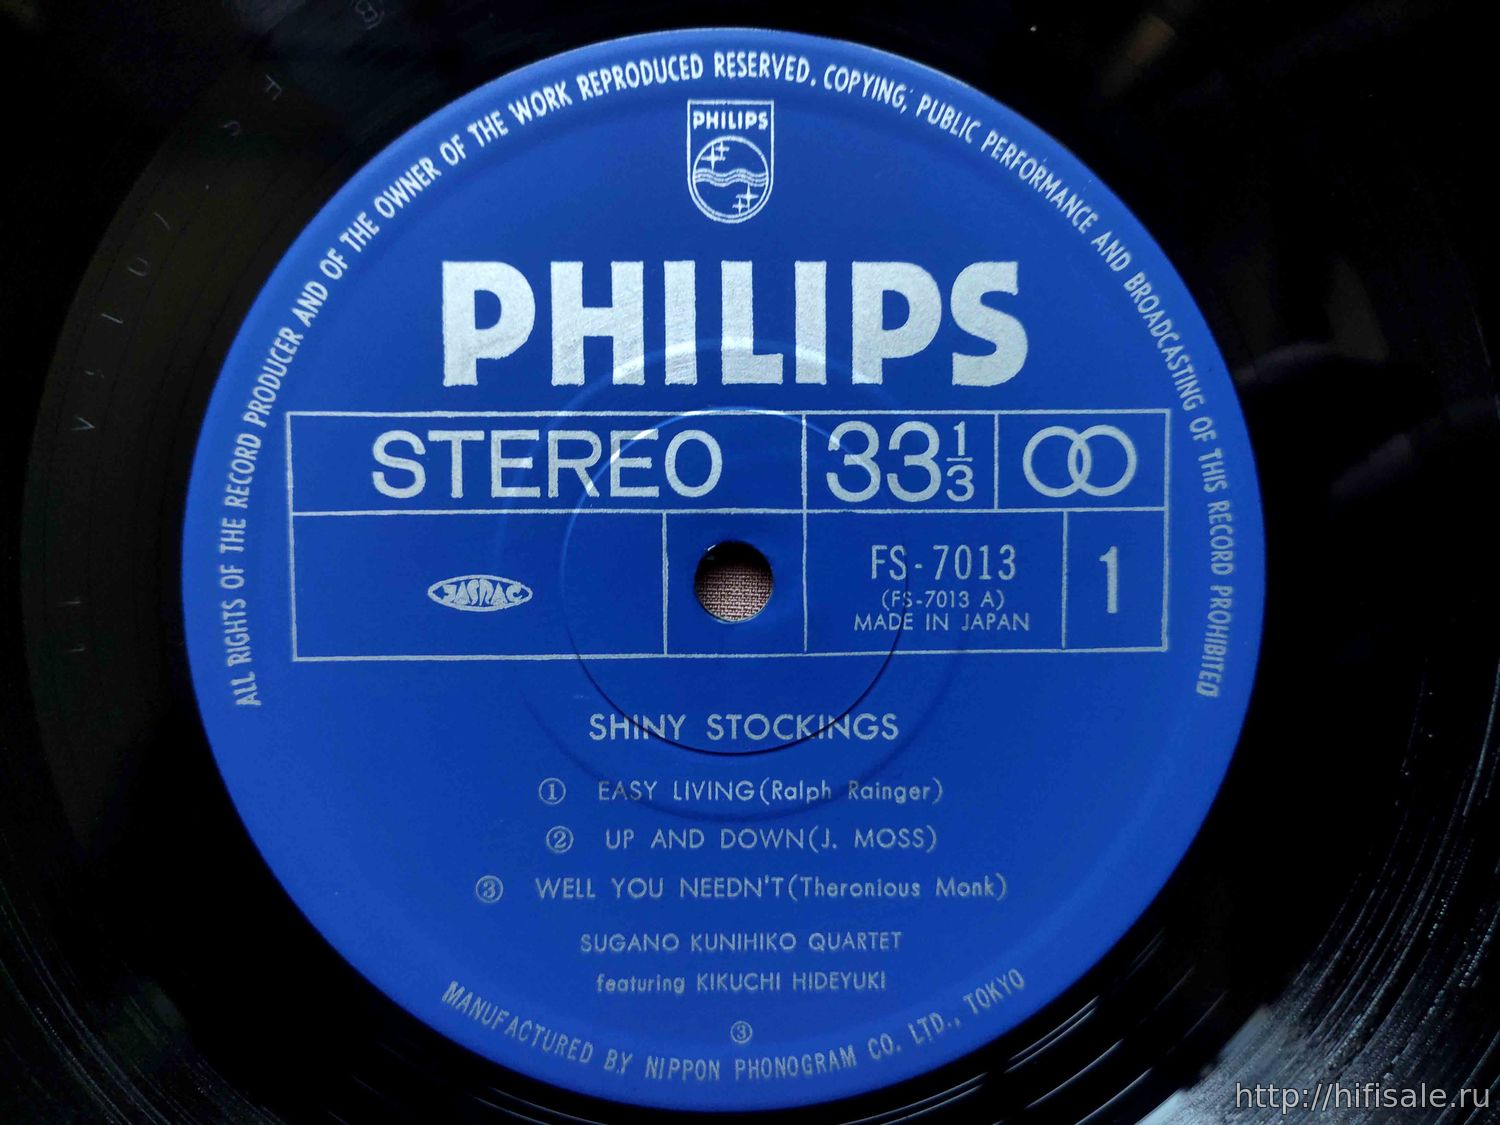 ALL RIGHTS OF THE RECORD PRODUCER AND OF THE OWNER OF THE WORK REPRODUCED RESERVED. COPYING, PUBLIC PERFORMANCE AND BROADCASTING OF THIS RECORD PROHIBITED
PHILIPS
PHILIPS
STEREO 33 1/3
JASRAC FS-7013 1
(FS-7013 A)
MADE IN JAPAN
SHINY STOCKINGS
① EASY LIVING(Ralph Rainger)
② UP AND DOWN(J. MOSS)
③ WELL YOU NEEDN'T(Theronious Monk)
SUGANO KUNIHIKO QUARTET
featuring KIKUCHI HIDEYUKI
③
MANUFACTURED BY NIPPON PHONOGRAM CO. LTD., TOKYO
http://hifisale.ru